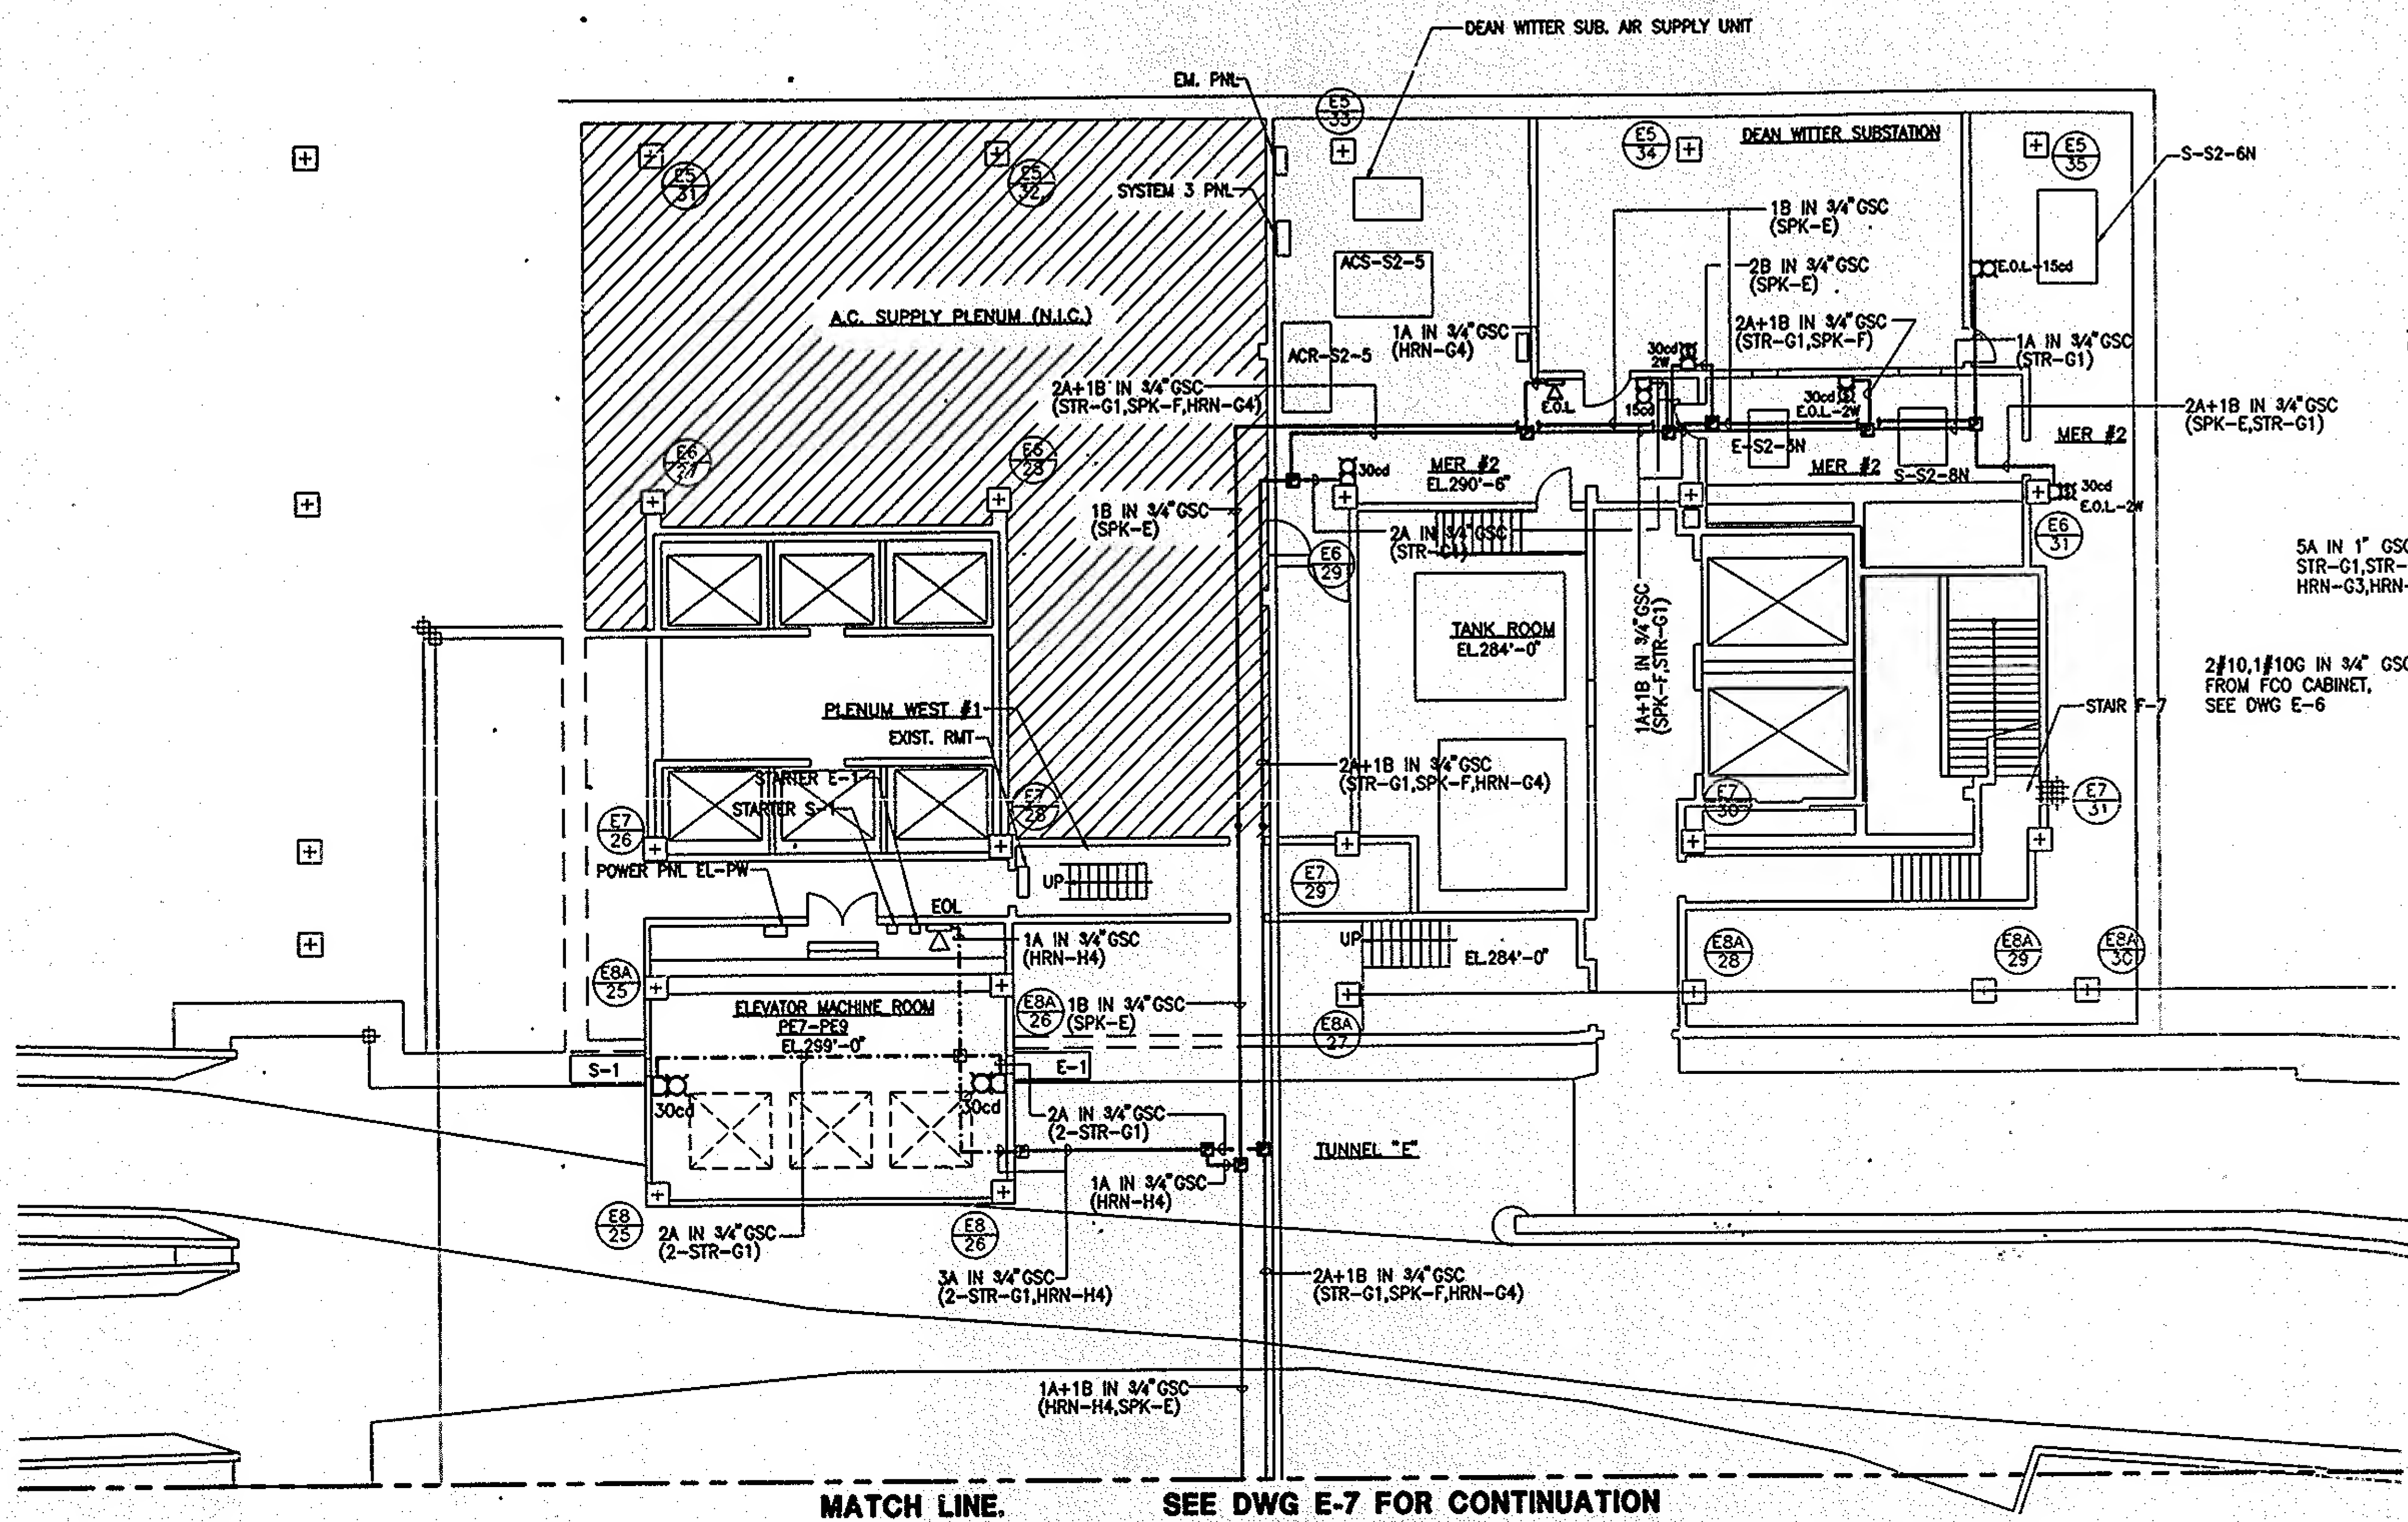 DEAN WITTER SUB. AIR SUPPLY UNIT
EM. PNL
E5
33
E5
34
DEAN WITTER SUBSTATION
E5
35
S-S2-6N
E5
31
E5
32
SYSTEM 3 PNL
1B IN 3/4" GSC
(SPK-E)
ACS-S2-5
2B IN 3/4" GSC
(SPK-E)
E.O.L-15cd
A.C. SUPPLY PLENUM (N.I.C.)
1A IN 3/4" GSC
(HRN-G4)
2A+1B IN 3/4" GSC
(STR-G1,SPK-F)
ACR-S2-5
30cd
2W
1A IN 3/4" GSC
(STR-G1)
2A+1B IN 3/4" GSC
(STR-G1,SPK-F,HRN-G4)
E.O.L
15cd
30cd
E.O.L-2W
2A+1B IN 3/4" GSC
(SPK-E,STR-G1)
E6
27
E6
28
E-S2-3N
MER #2
30cd
MER #2
EL.290'-6"
MER #2
S-S2-8N
30cd
E.O.L-2W
1B IN 3/4" GSC
(SPK-E)
2A IN 3/4" GSC
(STR-G1)
E6
29
E6
31
5A IN 1" GSC
STR-G1,STR-
HRN-G3,HRN-
1A+1B IN 3/4" GSC
(SPK-F,STR-G1)
TANK ROOM
EL.284'-0"
2#10,1#10G IN 3/4" GSC
FROM FCO CABINET,
SEE DWG E-6
PLENUM WEST #1
EXIST. RMT
STAIR F-7
STARTER E-1
STARTER S-1
2A+1B IN 3/4" GSC
(STR-G1,SPK-F,HRN-G4)
E7
26
E7
28
E7
30
E7
31
POWER PNL EL-PW
UP
E7
29
EOL
1A IN 3/4" GSC
(HRN-H4)
UP
EL.284'-0"
E8A
28
E8A
29
E8A
30
E8A
25
ELEVATOR MACHINE ROOM
PE7-PE9
EL.299'-0"
E8A
26
1B IN 3/4" GSC
(SPK-E)
E8A
27
S-1
E-1
30cd
30cd
2A IN 3/4" GSC
(2-STR-G1)
TUNNEL "E"
1A IN 3/4" GSC
(HRN-H4)
E8
25
2A IN 3/4" GSC
(2-STR-G1)
E8
26
3A IN 3/4" GSC
(2-STR-G1,HRN-H4)
2A+1B IN 3/4" GSC
(STR-G1,SPK-F,HRN-G4)
1A+1B IN 3/4" GSC
(HRN-H4,SPK-E)
MATCH LINE. SEE DWG E-7 FOR CONTINUATION